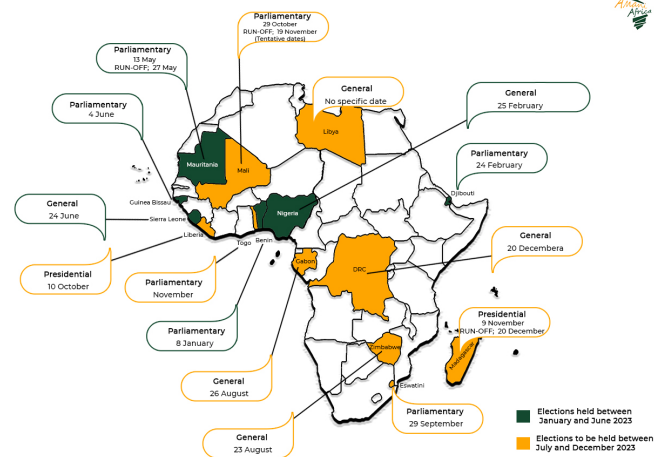 Amani
Africa
Parliamentary
29 October
RUN-OFF; 19 November
(Tentative dates)
Parliamentary
13 May
RUN-OFF; 27 May
General
No specific date
General
25 February
Parliamentary
4 June
Parliamentary
24 February
Libya
Mauritania
Mali
Djibouti
Guinea Bissau
Nigeria
General
24 June
Sierra Leone
Liberia
Togo
Benin
General
20 Decembera
Presidential
10 October
Gabon
DRC
Parliamentary
November
Presidential
9 November
RUN-OFF; 20 December
Parliamentary
8 January
Zimbabwe
Madagascar
General
26 August
Eswatini
Parliamentary
29 September
General
23 August
Elections held between
January and June 2023
Elections to be held between
July and December 2023